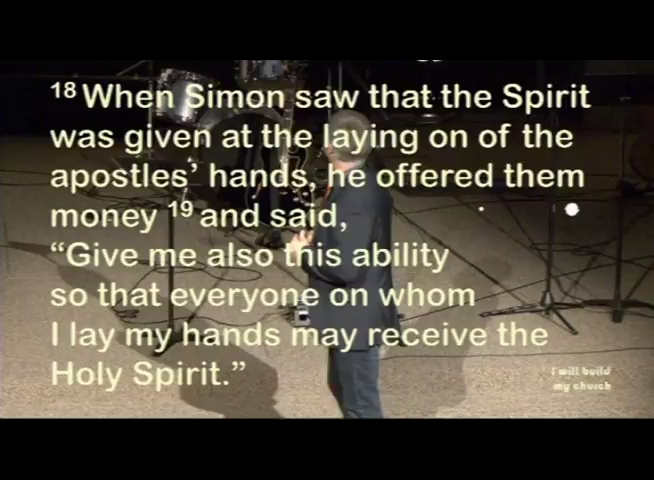 18 When Simon saw that the Spirit
was given at the laying on of the
apostles’ hands, he offered them
money 19 and said,
“Give me also this ability
so that everyone on whom
I lay my hands may receive the
Holy Spirit.”
I will build
my church